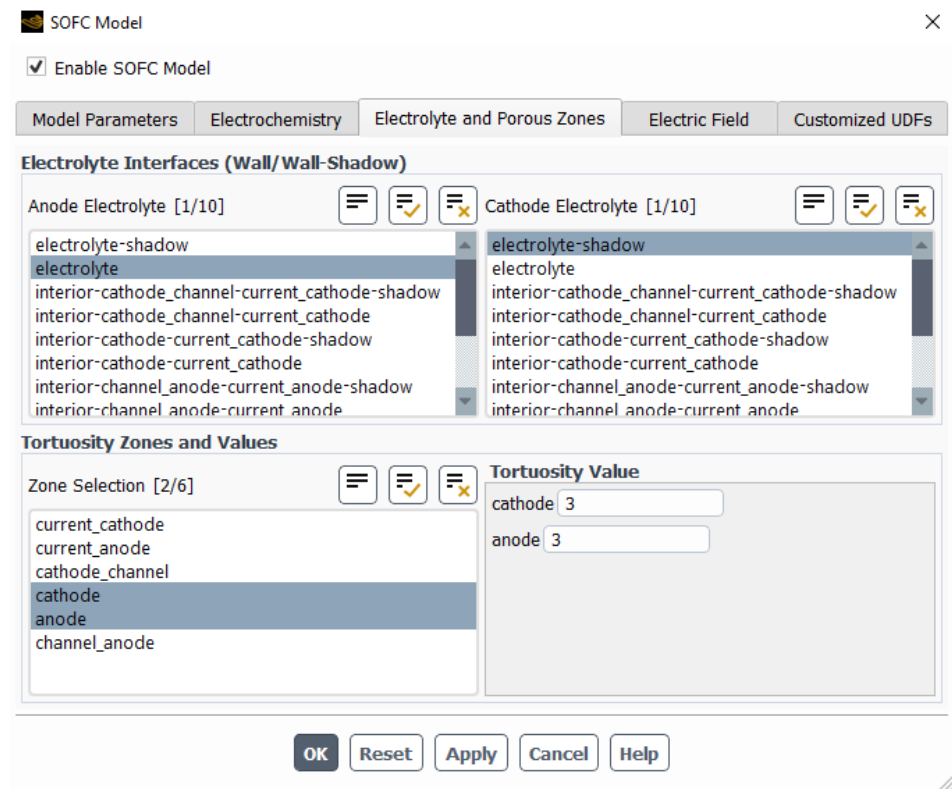 SOFC Model
Enable SOFC Model
Model Parameters
Electrochemistry
Electrolyte and Porous Zones
Electric Field
Customized UDFs
Electrolyte Interfaces (Wall/Wall-Shadow)
Anode Electrolyte [1/10]
electrolyte-shadow
electrolyte
interior-cathode_channel-current_cathode-shadow
interior-cathode_channel-current_cathode
interior-cathode-current_cathode-shadow
interior-cathode-current_cathode
interior-channel_anode-current_anode-shadow
interior-channel_anode-current_anode
Cathode Electrolyte [1/10]
electrolyte-shadow
electrolyte
interior-cathode_channel-current_cathode-shadow
interior-cathode_channel-current_cathode
interior-cathode-current_cathode-shadow
interior-cathode-current_cathode
interior-channel_anode-current_anode-shadow
interior-channel_anode-current_anode
Tortuosity Zones and Values
Zone Selection [2/6]
current_cathode
current_anode
cathode_channel
cathode
anode
channel_anode
Tortuosity Value
cathode 3
anode 3
OK
Reset
Apply
Cancel
Help